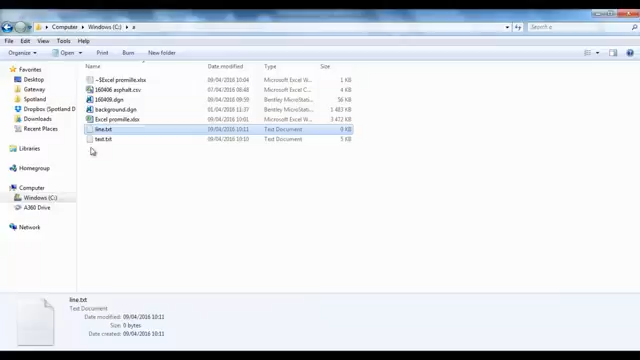 Computer ▸ Windows (C:) ▸ a
Search a
File Edit View Tools Help
Organize Open Print Burn New folder
Name Date modified Type Size
~$Excel promille.xlsx 09/04/2016 10:04 Microsoft Excel W... 1 KB
160406 asphalt.csv 07/04/2016 08:48 Microsoft Excel C... 4 KB
160409.dgn 09/04/2016 09:59 Bentley MicroStati... 56 KB
background.dgn 01/04/2016 11:37 Bentley MicroStati... 1 483 KB
Excel promille.xlsx 09/04/2016 10:03 Microsoft Excel W... 3 472 KB
line.txt 09/04/2016 10:11 Text Document 0 KB
text.txt 09/04/2016 10:10 Text Document 5 KB
Favorites
Desktop
Gateway
Spotland
Dropbox (Spotland D
Downloads
Recent Places
Libraries
Homegroup
Computer
Windows (C:)
A360 Drive
Network
line.txt
Text Document
Date modified: 09/04/2016 10:11
Size: 0 bytes
Date created: 09/04/2016 10:11